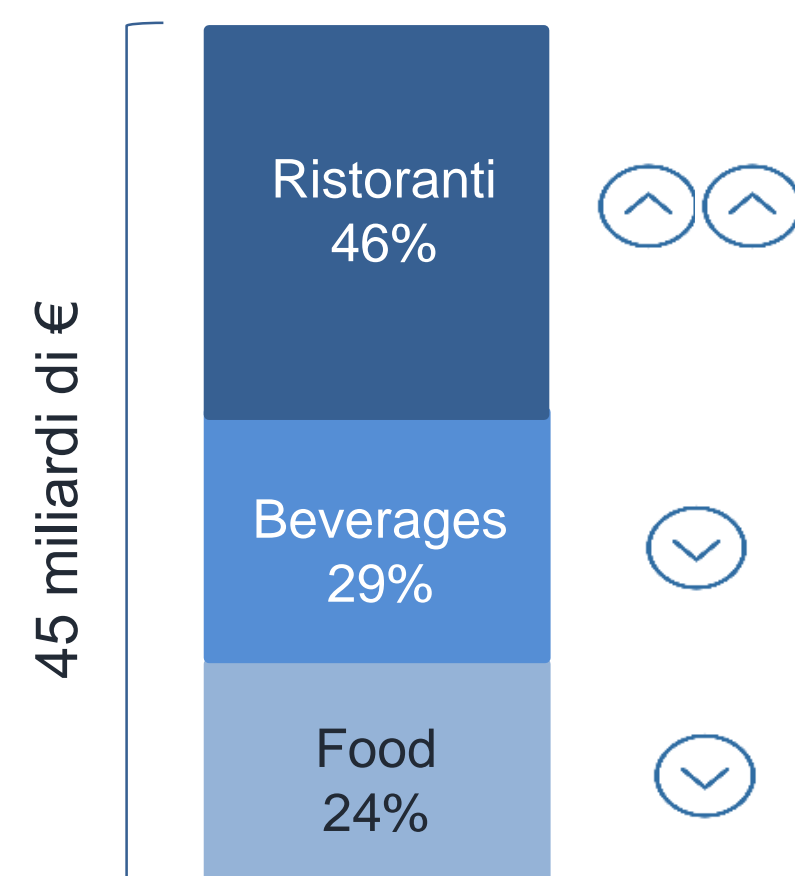 45 miliardi di €
Ristoranti
46%
Beverages
29%
Food
24%